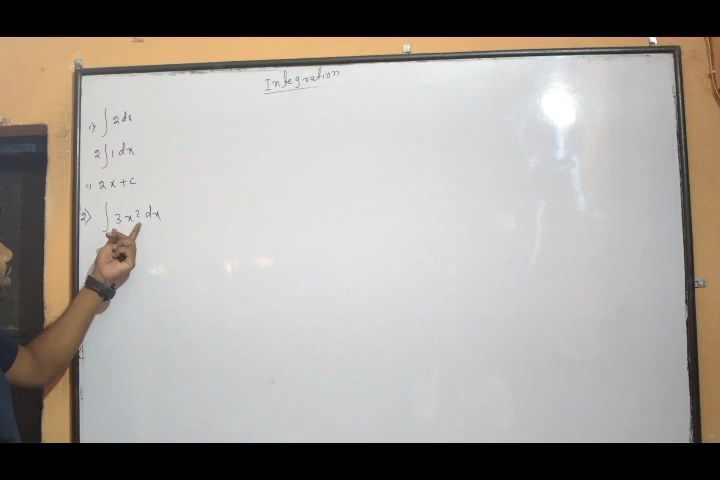 Integration
1) ∫ 2 dx
2 ∫ 1 dx
= 2x + c
2) ∫ 3x² dx